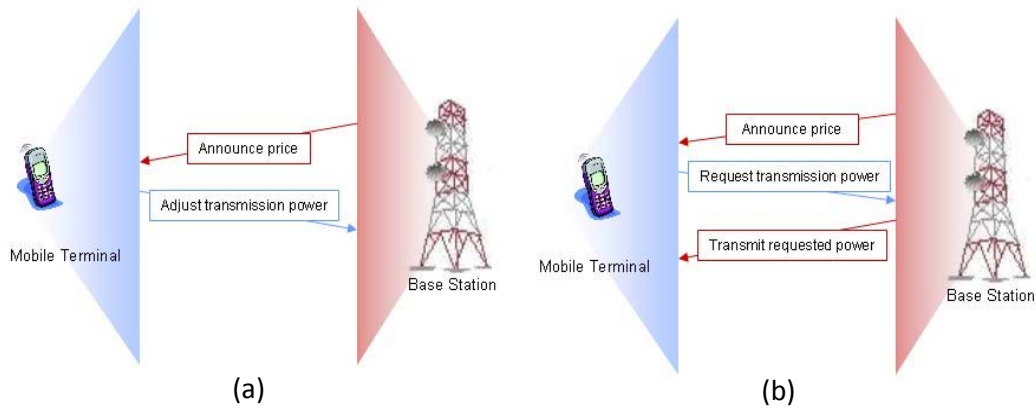 Announce price
Adjust transmission power
Mobile Terminal
Base Station
(a)
Announce price
Request transmission power
Transmit requested power
Mobile Terminal
Base Station
(b)